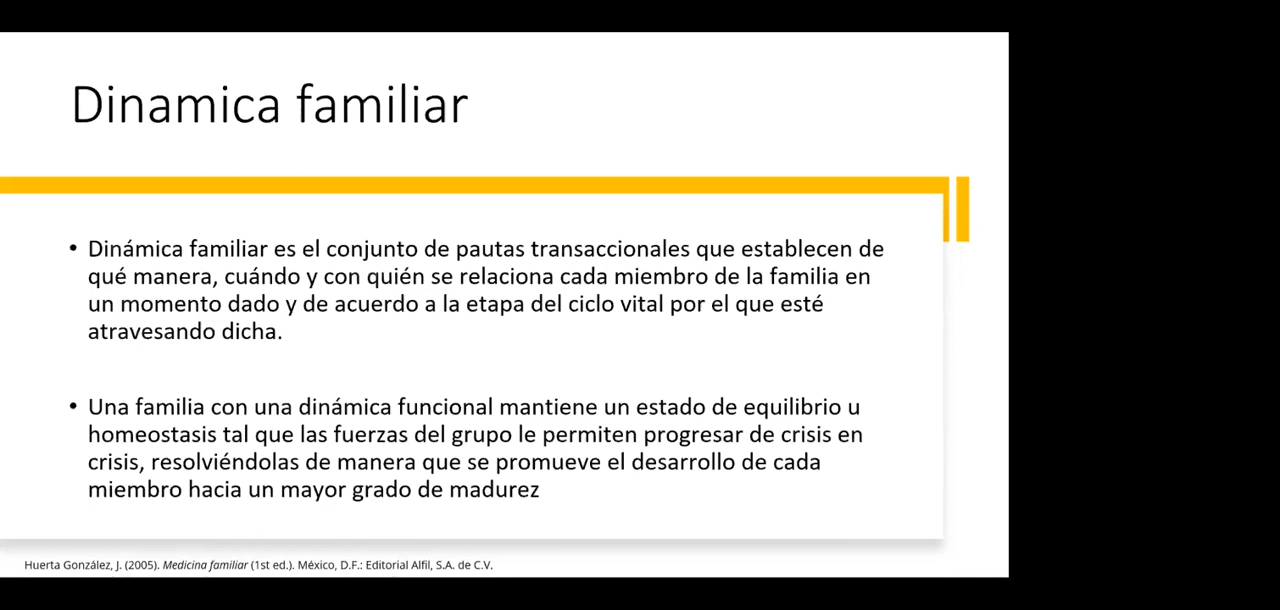 Dinamica familiar
• Dinámica familiar es el conjunto de pautas transaccionales que establecen de
qué manera, cuándo y con quién se relaciona cada miembro de la familia en
un momento dado y de acuerdo a la etapa del ciclo vital por el que esté
atravesando dicha.
• Una familia con una dinámica funcional mantiene un estado de equilibrio u
homeostasis tal que las fuerzas del grupo le permiten progresar de crisis en
crisis, resolviéndolas de manera que se promueve el desarrollo de cada
miembro hacia un mayor grado de madurez
Huerta González, J. (2005). Medicina familiar (1st ed.). México, D.F.: Editorial Alfil, S.A. de C.V.